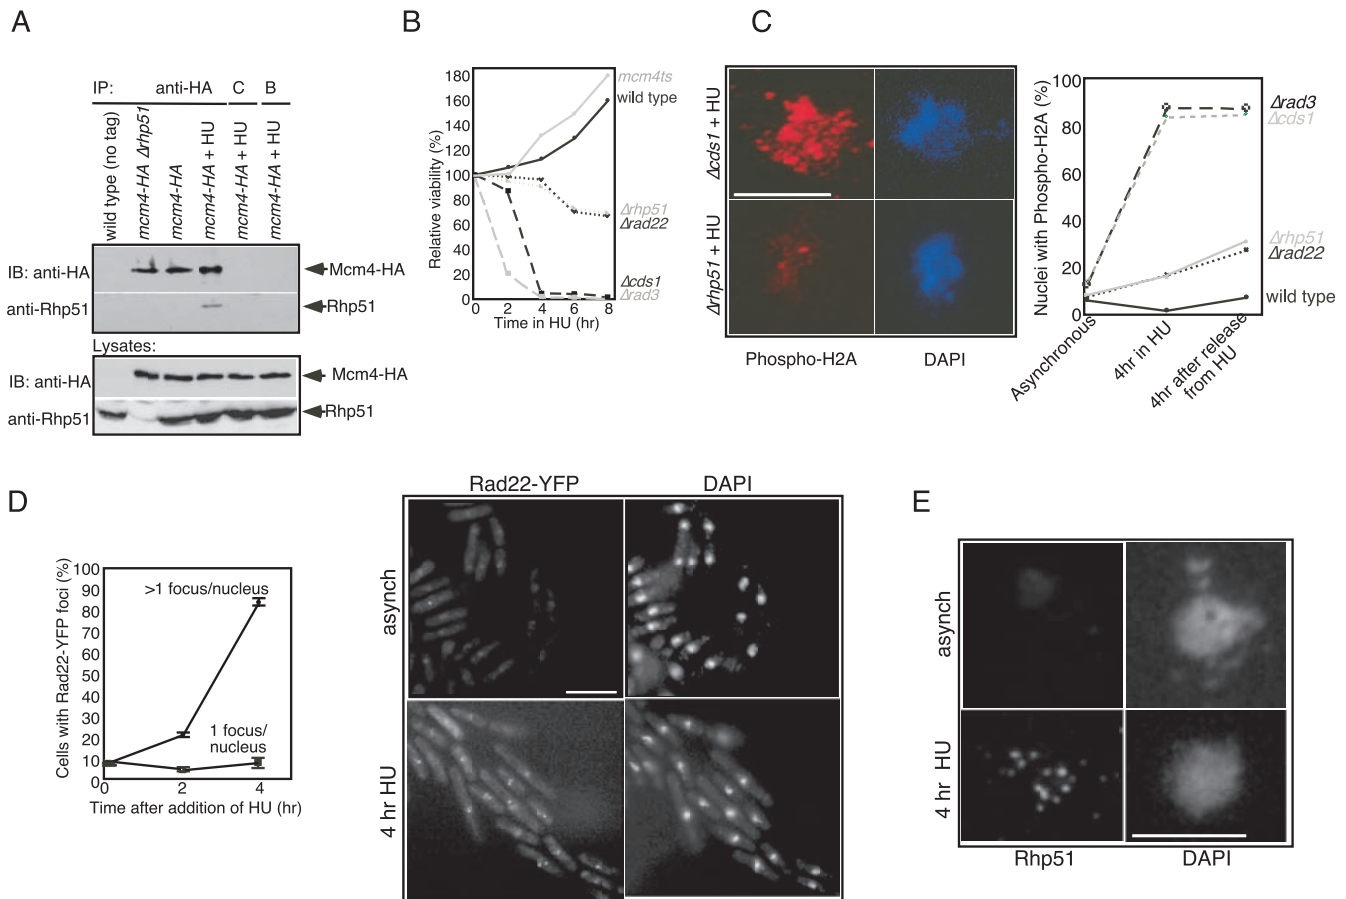 A
IP: anti-HA C B
wild type (no tag)
mcm4-HA Δrhp51
mcm4-HA
mcm4-HA + HU
mcm4-HA + HU
mcm4-HA + HU
IB: anti-HA
Mcm4-HA
anti-Rhp51
Rhp51
Lysates:
IB: anti-HA
Mcm4-HA
anti-Rhp51
Rhp51
B
Relative viability (%)
180
160
140
120
100
80
60
40
20
0
mcm4ts
wild type
Δrhp51
Δrad22
Δcds1
Δrad3
0 2 4 6 8
Time in HU (hr)
C
Δcds1 + HU
Δrhp51 + HU
Phospho-H2A
DAPI
Nuclei with Phospho-H2A (%)
100
80
60
40
20
0
Δrad3
Δcds1
Δrhp51
Δrad22
wild type
Asynchronous
4hr in HU
4hr after release
from HU
D
Cells with Rad22-YFP foci (%)
100
90
80
70
60
50
40
30
20
10
0
>1 focus/nucleus
1 focus/
nucleus
0 2 4
Time after addition of HU (hr)
Rad22-YFP
DAPI
asynch
4 hr HU
E
asynch
4 hr HU
Rhp51
DAPI